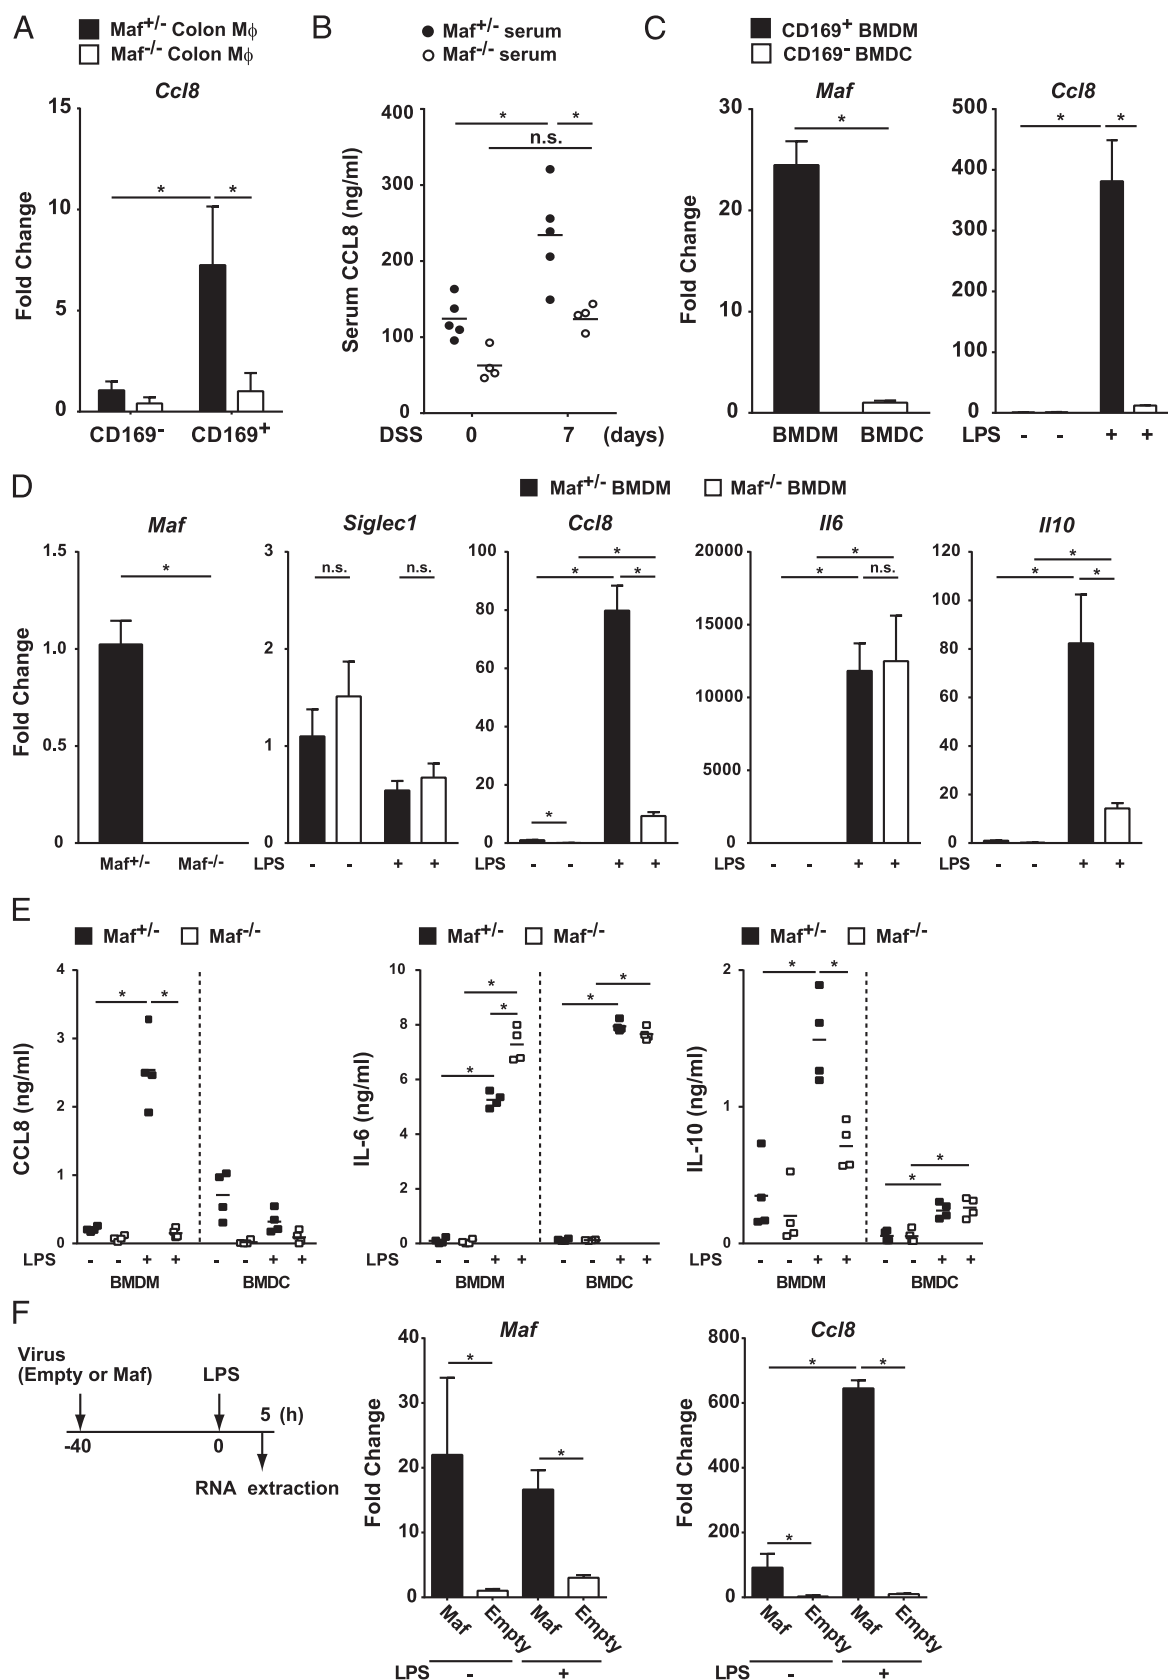 A
Maf+/- Colon Mϕ
Maf-/- Colon Mϕ
Ccl8
Fold Change
15
10
5
0
*
*
CD169-
CD169+
B
Maf+/- serum
Maf-/- serum
Serum CCL8 (ng/ml)
400
300
200
100
0
*
*
n.s.
DSS 0 7 (days)
C
CD169+ BMDM
CD169- BMDC
Maf
Fold Change
30
20
10
0
*
BMDM BMDC
Ccl8
500
400
300
200
100
0
*
*
LPS - - + +
D
Maf+/- BMDM
Maf-/- BMDM
Maf
Fold Change
1.5
1.0
0.5
0
*
Maf+/- Maf-/-
Siglec1
3
2
1
0
n.s.
n.s.
LPS - - + +
Ccl8
100
80
60
40
20
0
*
*
*
*
LPS - - + +
Il6
20000
15000
10000
5000
0
*
*
n.s.
LPS - - + +
Il10
120
100
80
60
40
20
0
*
*
*
LPS - - + +
E
Maf+/- Maf-/-
CCL8 (ng/ml)
4
3
2
1
0
*
*
LPS - - + + - - + +
BMDM BMDC
Maf+/- Maf-/-
IL-6 (ng/ml)
10
8
6
4
2
0
*
*
*
*
*
LPS - - + + - - + +
BMDM BMDC
Maf+/- Maf-/-
IL-10 (ng/ml)
2
1
0
*
*
*
*
LPS - - + + - - + +
BMDM BMDC
F
Virus
(Empty or Maf)
LPS
5 (h)
-40
0
RNA extraction
Maf
Fold Change
40
30
20
10
0
*
*
Maf Empty Maf Empty
LPS - +
Ccl8
Fold Change
800
600
400
200
0
*
*
*
Maf Empty Maf Empty
LPS - +